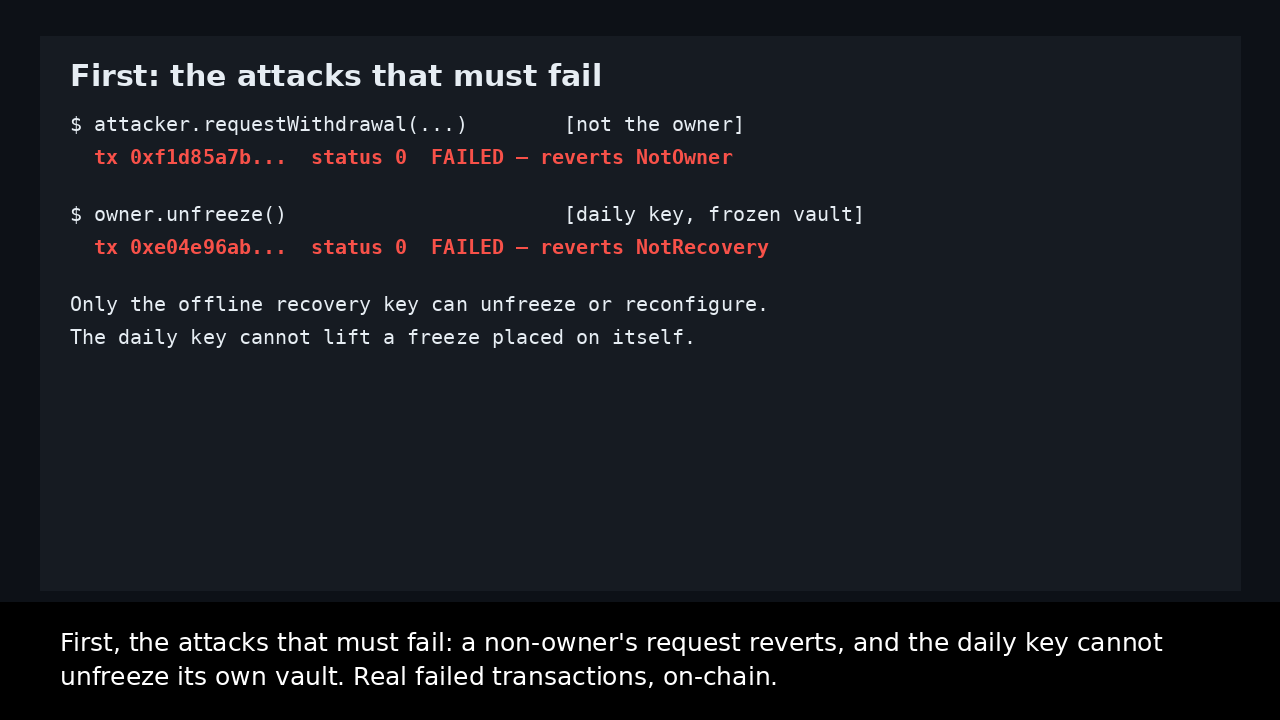 First: the attacks that must fail
$ attacker.requestWithdrawal(...)        [not the owner]
tx 0xf1d85a7b...  status 0  FAILED — reverts NotOwner
$ owner.unfreeze()                       [daily key, frozen vault]
tx 0xe04e96ab...  status 0  FAILED — reverts NotRecovery
Only the offline recovery key can unfreeze or reconfigure.
The daily key cannot lift a freeze placed on itself.
First, the attacks that must fail: a non-owner's request reverts, and the daily key cannot
unfreeze its own vault. Real failed transactions, on-chain.